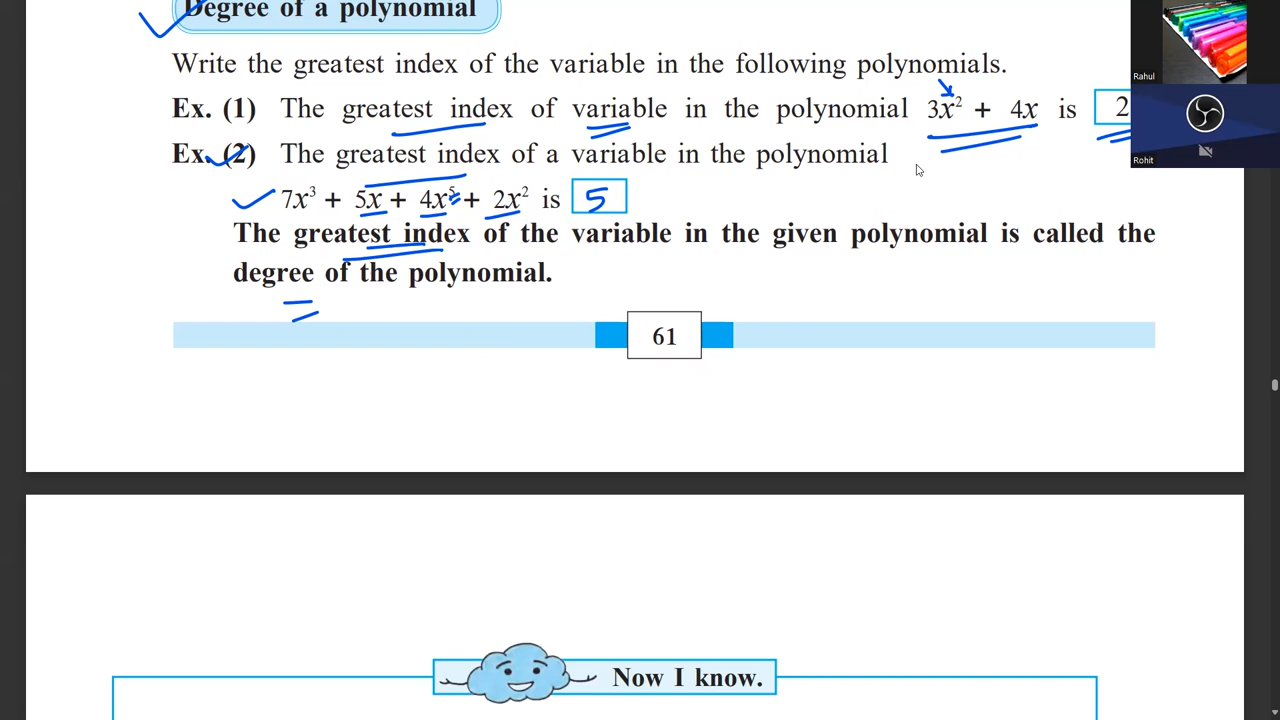 Degree of a polynomial
Write the greatest index of the variable in the following polynomials.
Ex. (1) The greatest index of variable in the polynomial 3x² + 4x is 2
Ex. (2) The greatest index of a variable in the polynomial
7x³ + 5x + 4x⁵ + 2x² is 5
The greatest index of the variable in the given polynomial is called the
degree of the polynomial.
61
Now I know.
Rahul
Rohit